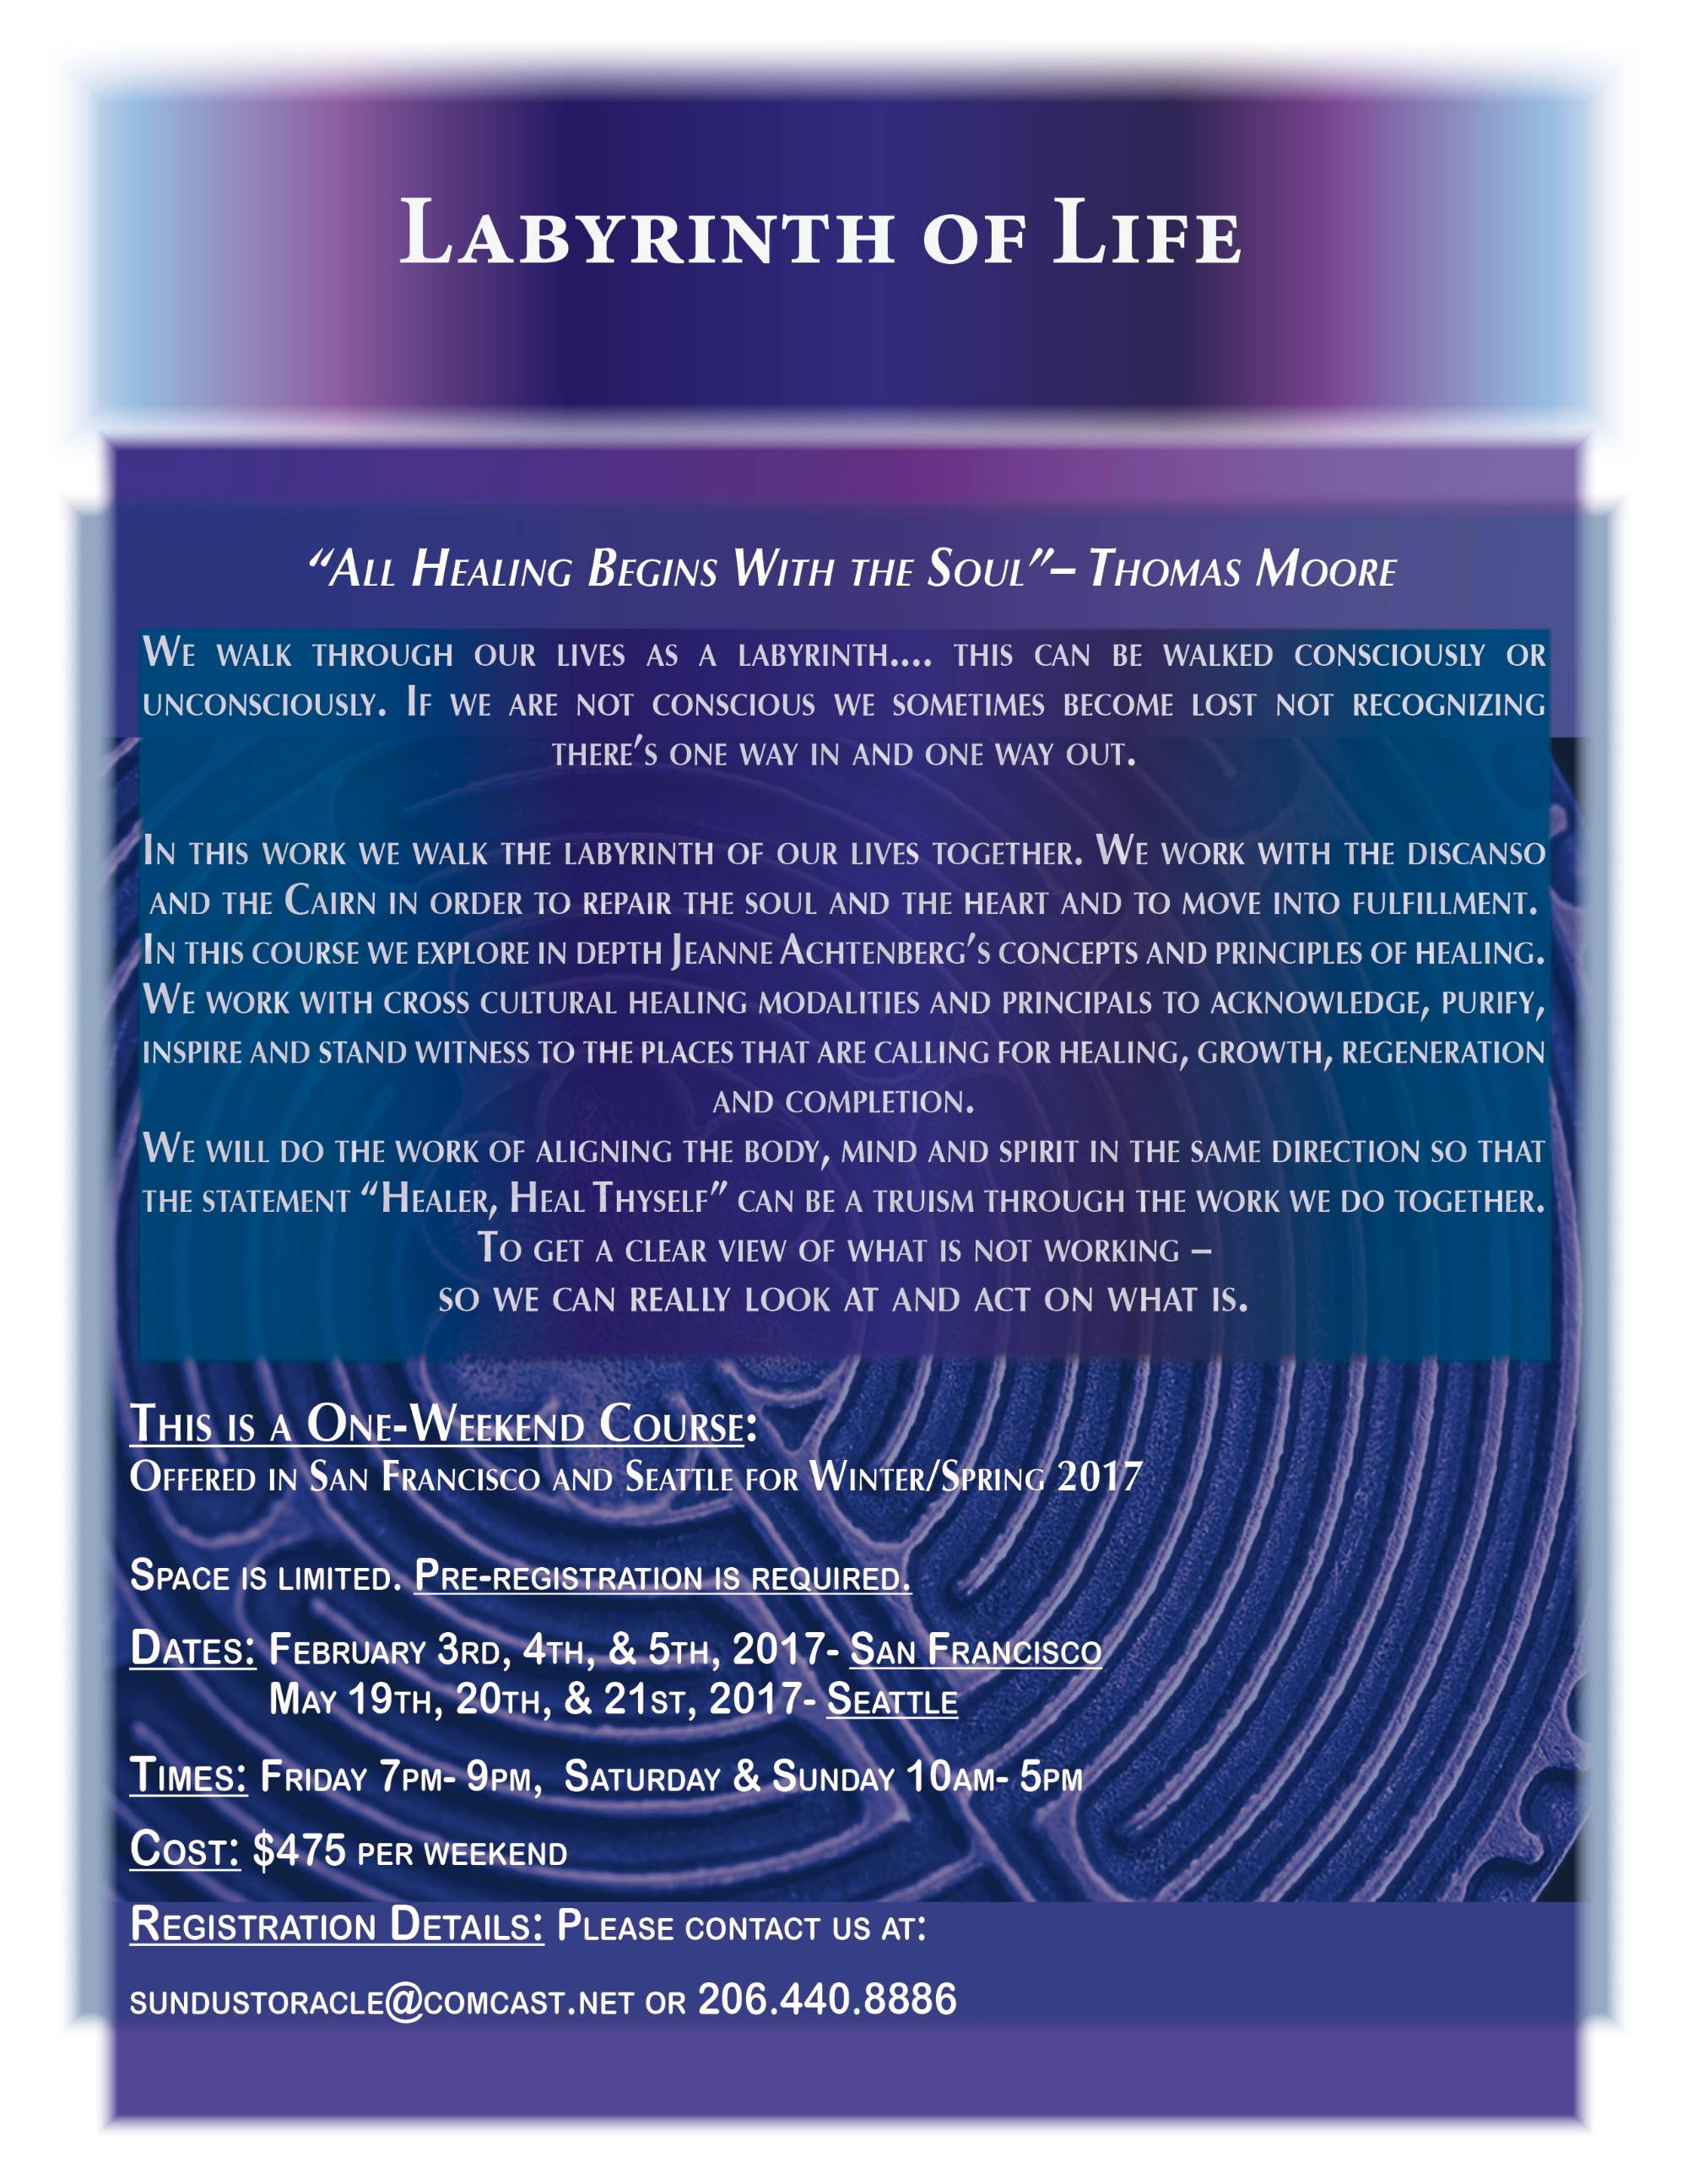 Labyrinth of Life
“All Healing Begins With the Soul”– Thomas Moore
We walk through our lives as a labyrinth.... this can be walked consciously or
unconsciously. If we are not conscious we sometimes become lost not recognizing
there's one way in and one way out.
In this work we walk the labyrinth of our lives together. We work with the discanso
and the Cairn in order to repair the soul and the heart and to move into fulfillment.
In this course we explore in depth Jeanne Achtenberg's concepts and principles of healing.
We work with cross cultural healing modalities and principals to acknowledge, purify,
inspire and stand witness to the places that are calling for healing, growth, regeneration
and completion.
We will do the work of aligning the body, mind and spirit in the same direction so that
the statement “Healer, Heal Thyself” can be a truism through the work we do together.
To get a clear view of what is not working –
so we can really look at and act on what is.
This is a One-Weekend Course:
Offered in San Francisco and Seattle for Winter/Spring 2017
Space is limited. Pre-registration is required.
Dates: February 3rd, 4th, & 5th, 2017- San Francisco
May 19th, 20th, & 21st, 2017- Seattle
Times: Friday 7pm- 9pm, Saturday & Sunday 10am- 5pm
Cost: $475 per weekend
Registration Details: Please contact us at:
sundustoracle@comcast.net or 206.440.8886